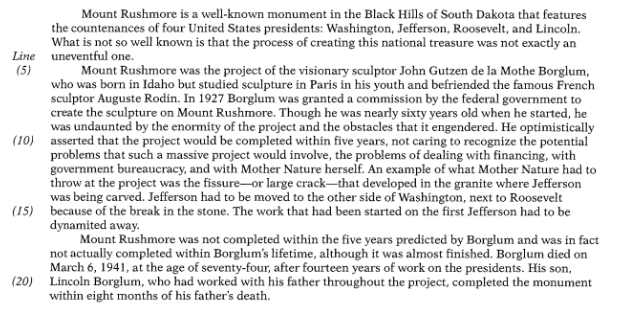 Mount Rushmore is a well-known monument in the Black Hills of South Dakota that features
the countenances of four United States presidents: Washington, Jefferson, Roosevelt, and Lincoln.
What is not so well known is that the process of creating this national treasure was not exactly an
Line uneventful one.
(5) Mount Rushmore was the project of the visionary sculptor John Gutzen de la Mothe Borglum,
who was born in Idaho but studied sculpture in Paris in his youth and befriended the famous French
sculptor Auguste Rodin. In 1927 Borglum was granted a commission by the federal government to
create the sculpture on Mount Rushmore. Though he was nearly sixty years old when he started, he
was undaunted by the enormity of the project and the obstacles that it engendered. He optimistically
(10) asserted that the project would be completed within five years, not caring to recognize the potential
problems that such a massive project would involve, the problems of dealing with financing, with
government bureaucracy, and with Mother Nature herself. An example of what Mother Nature had to
throw at the project was the fissure—or large crack—that developed in the granite where Jefferson
was being carved. Jefferson had to be moved to the other side of Washington, next to Roosevelt
(15) because of the break in the stone. The work that had been started on the first Jefferson had to be
dynamited away.
Mount Rushmore was not completed within the five years predicted by Borglum and was in fact
not actually completed within Borglum's lifetime, although it was almost finished. Borglum died on
March 6, 1941, at the age of seventy-four, after fourteen years of work on the presidents. His son,
(20) Lincoln Borglum, who had worked with his father throughout the project, completed the monument
within eight months of his father's death.